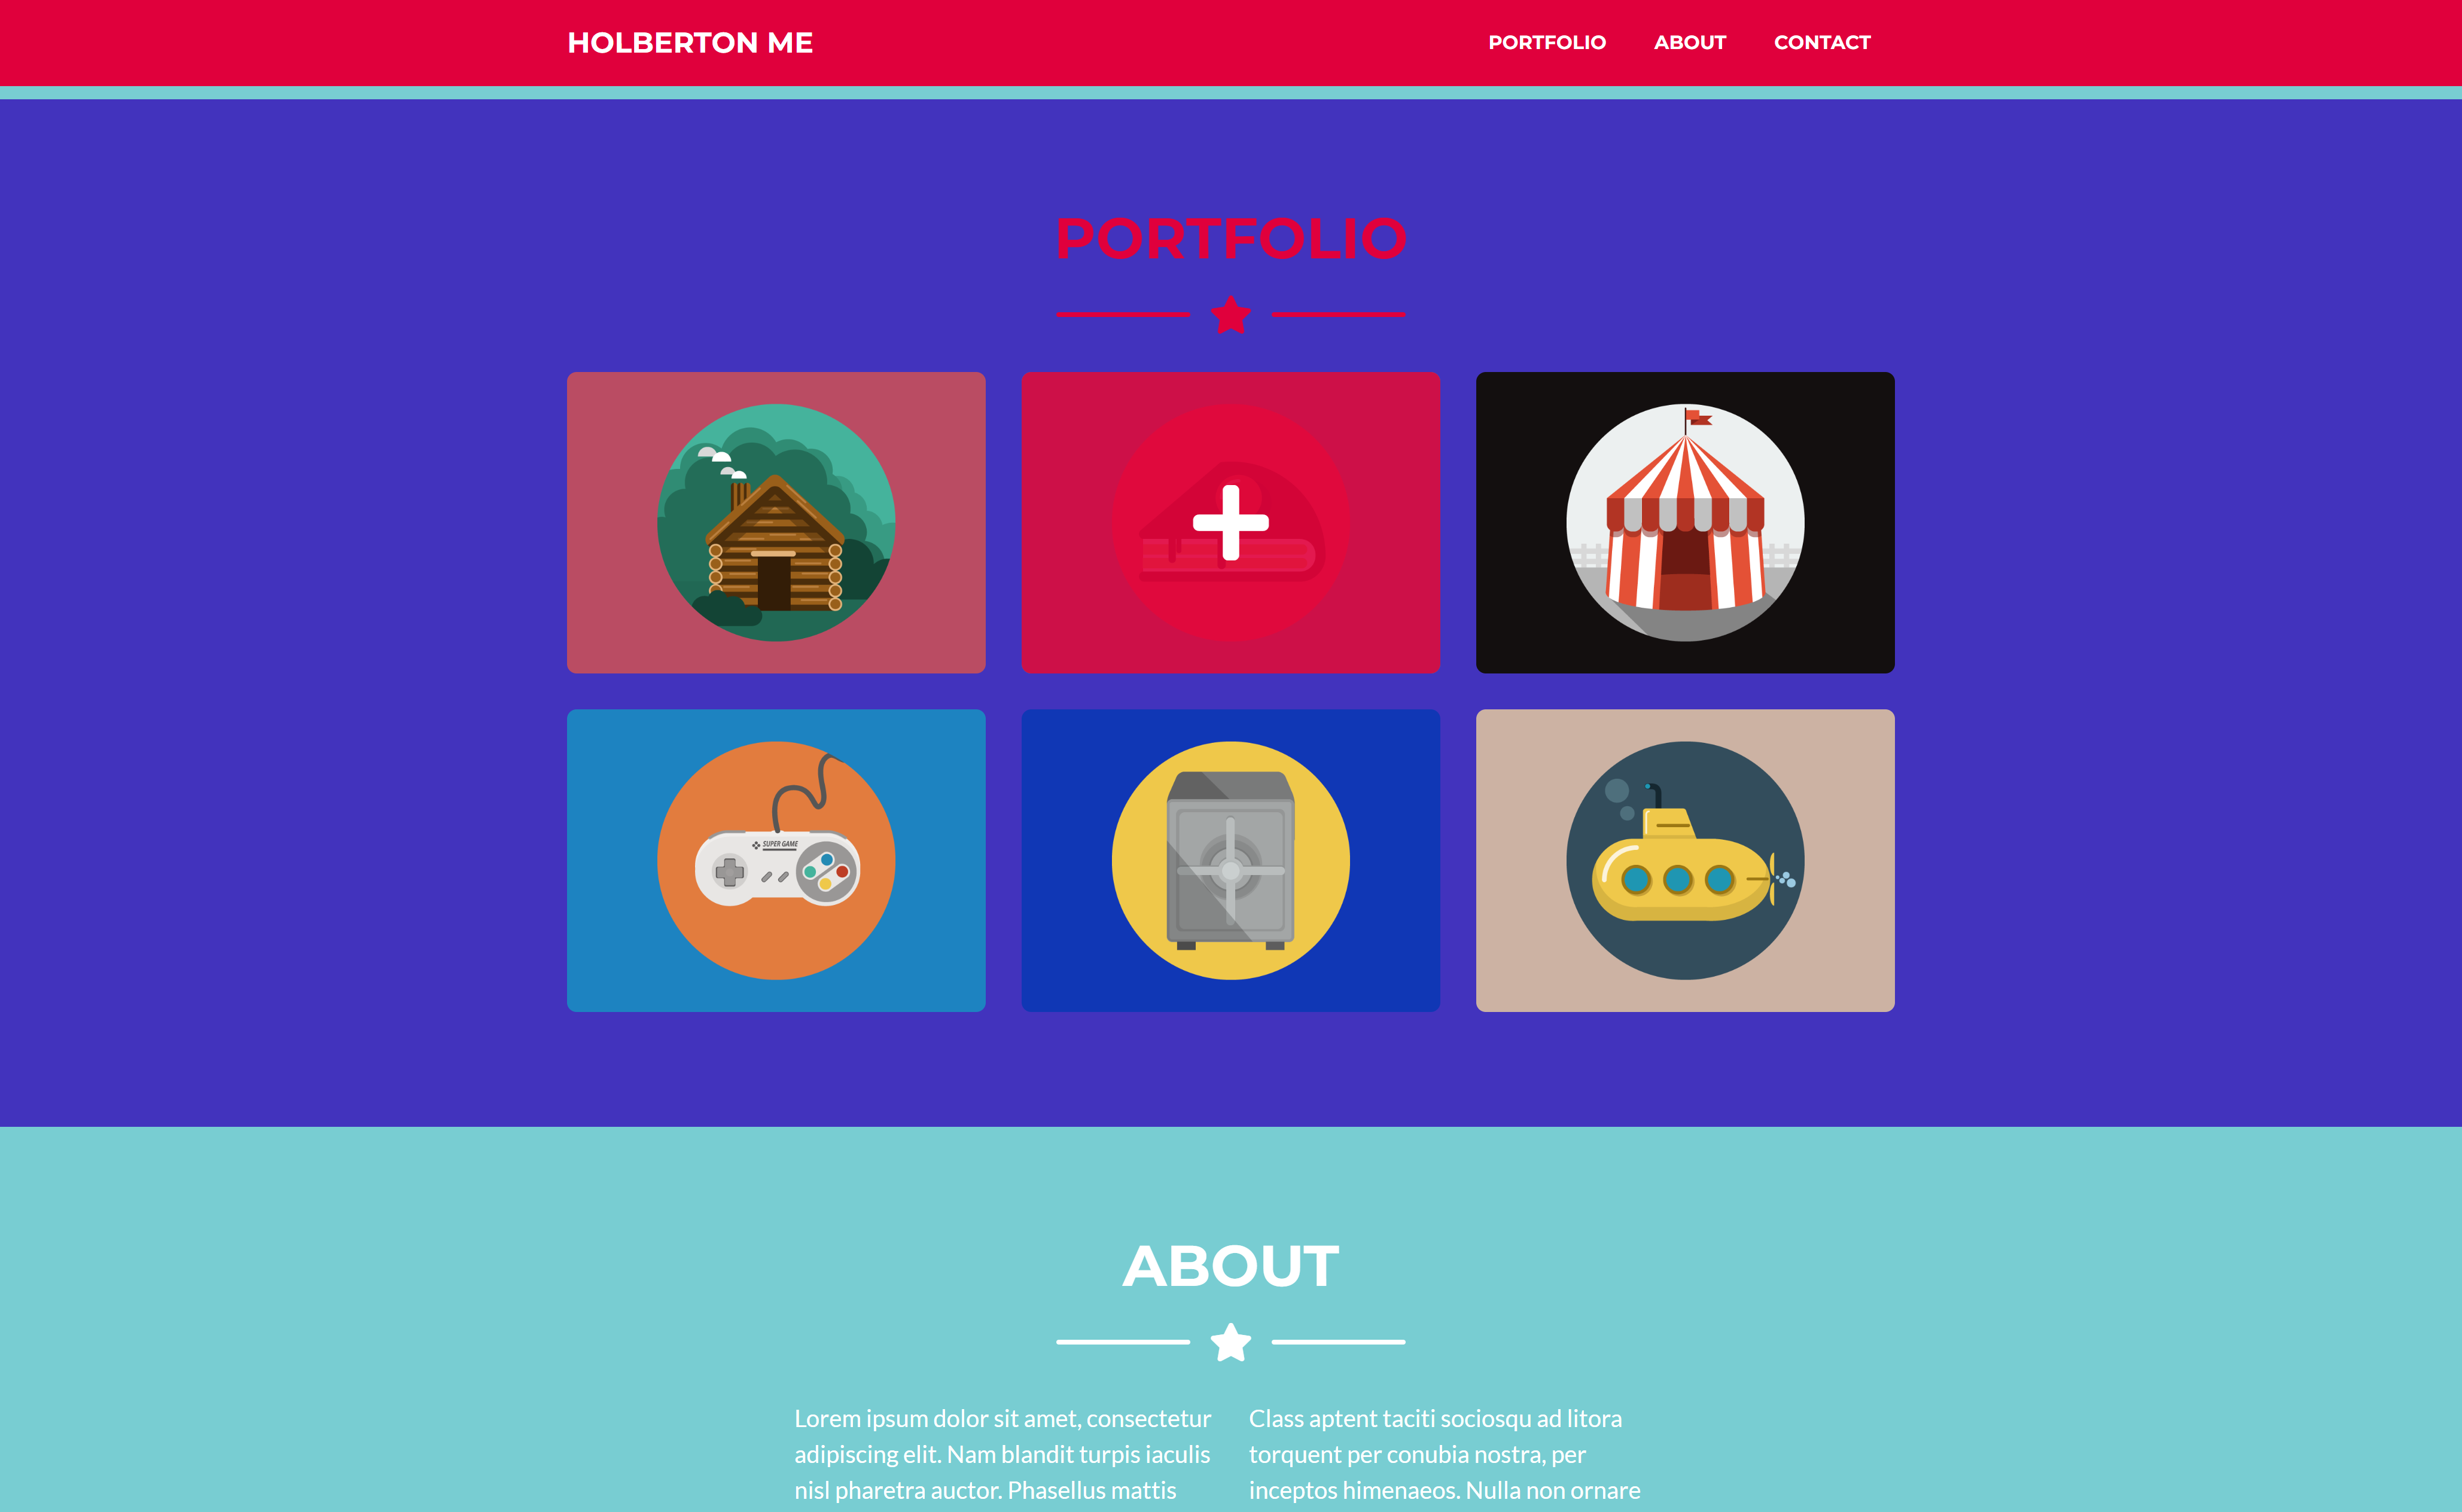 HOLBERTON ME
PORTFOLIO ABOUT CONTACT
PORTFOLIO
SUPER GAME
ABOUT
Lorem ipsum dolor sit amet, consectetur
adipiscing elit. Nam blandit turpis iaculis
nisl pharetra auctor. Phasellus mattis
Class aptent taciti sociosqu ad litora
torquent per conubia nostra, per
inceptos himenaeos. Nulla non ornare